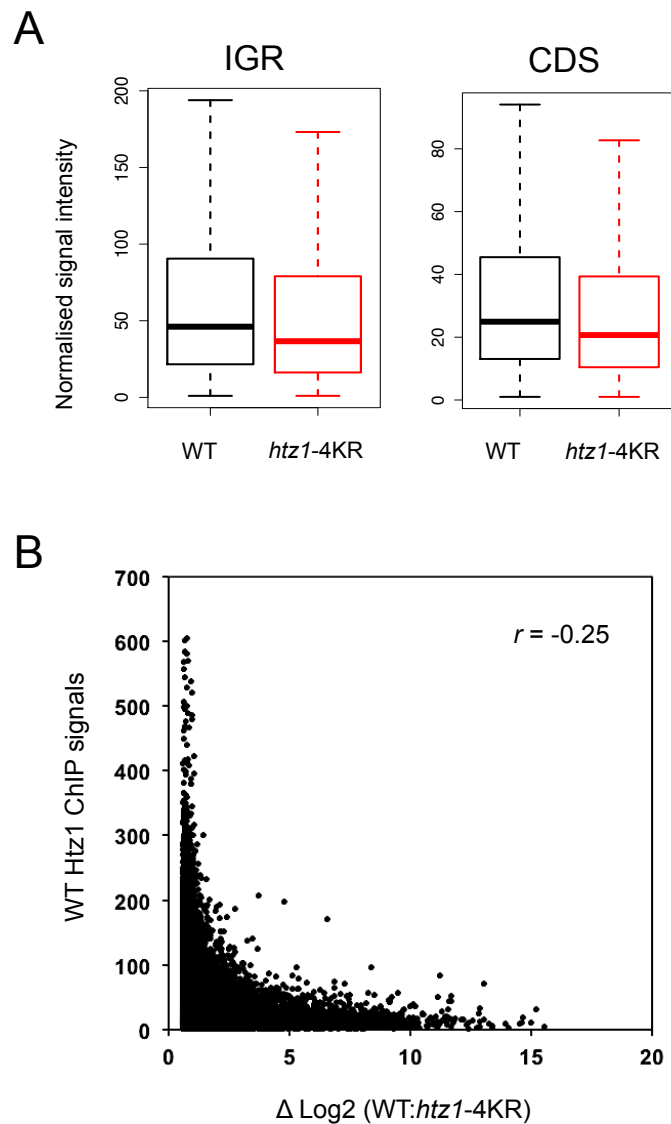 A
IGR
CDS
Normalised signal intensity
200
150
100
50
0
80
60
40
20
0
WT
htz1-4KR
WT
htz1-4KR
B
WT Htz1 ChIP signals
700
600
500
400
300
200
100
0
r = -0.25
0
5
10
15
20
Δ Log2 (WT:htz1-4KR)